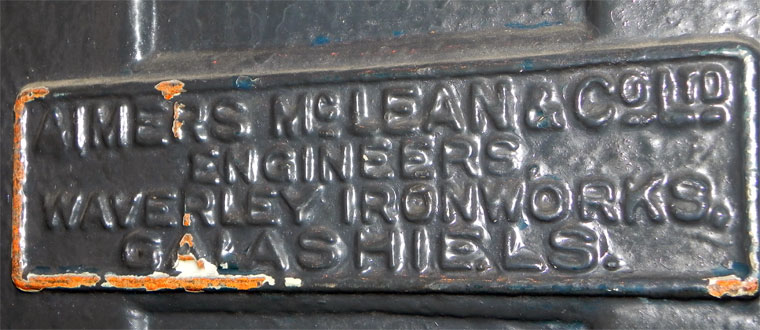 AIMERS McLEAN & Co LTD
ENGINEERS,
WAVERLEY IRONWORKS,
GALASHIELS.